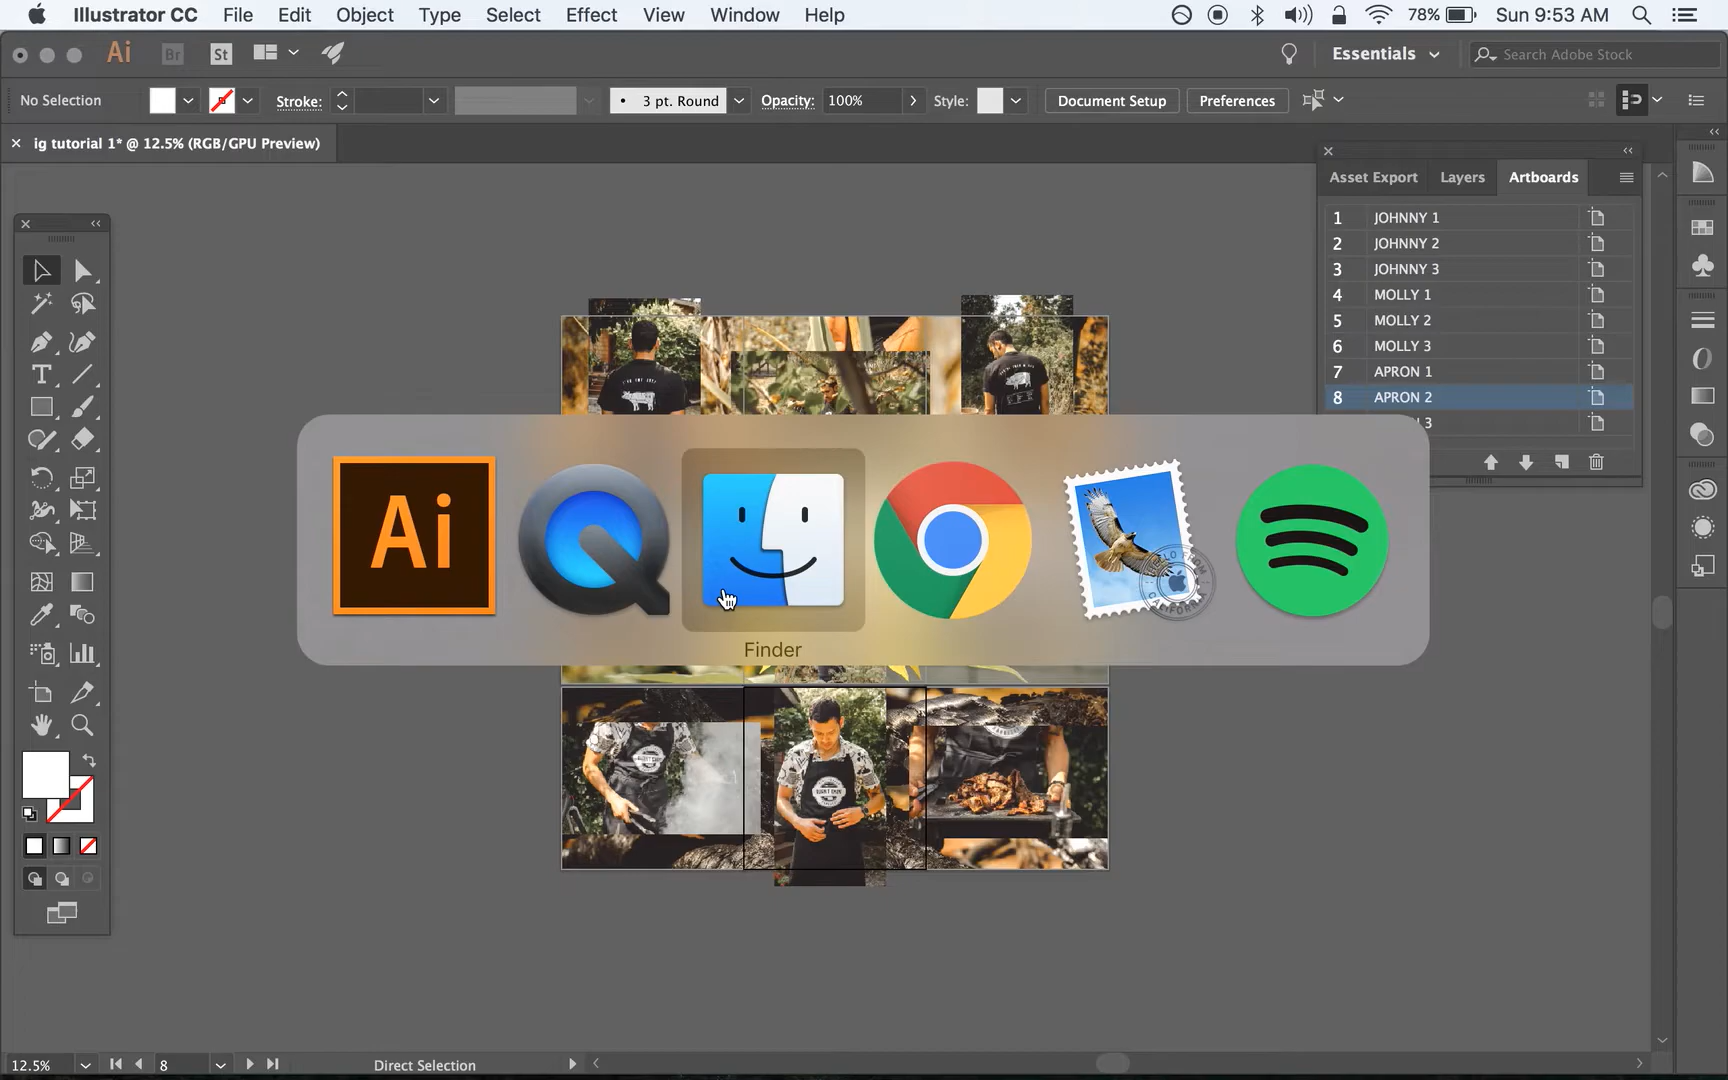 Illustrator CC File Edit Object Type Select Effect View Window Help 78% Sun 9:53 AM
Ai Br St Essentials Search Adobe Stock
No Selection Stroke: 3 pt. Round Opacity: 100% Style: Document Setup Preferences
ig tutorial 1* @ 12.5% (RGB/GPU Preview)
Asset Export Layers Artboards
1 JOHNNY 1
2 JOHNNY 2
3 JOHNNY 3
4 MOLLY 1
5 MOLLY 2
6 MOLLY 3
7 APRON 1
8 APRON 2
3
Ai
CALIFORNIA
Finder
12.5% 8 Direct Selection